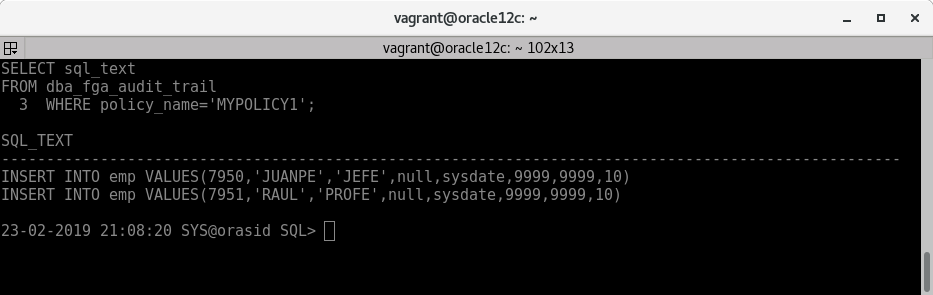 vagrant@oracle12c: ~
vagrant@oracle12c: ~ 102x13
SELECT sql_text
FROM dba_fga_audit_trail
  3  WHERE policy_name='MYPOLICY1';

SQL_TEXT
----------------------------------------------------------------------------------------------------
INSERT INTO emp VALUES(7950,'JUANPE','JEFE',null,sysdate,9999,9999,10)
INSERT INTO emp VALUES(7951,'RAUL','PROFE',null,sysdate,9999,9999,10)

23-02-2019 21:08:20 SYS@orasid SQL>